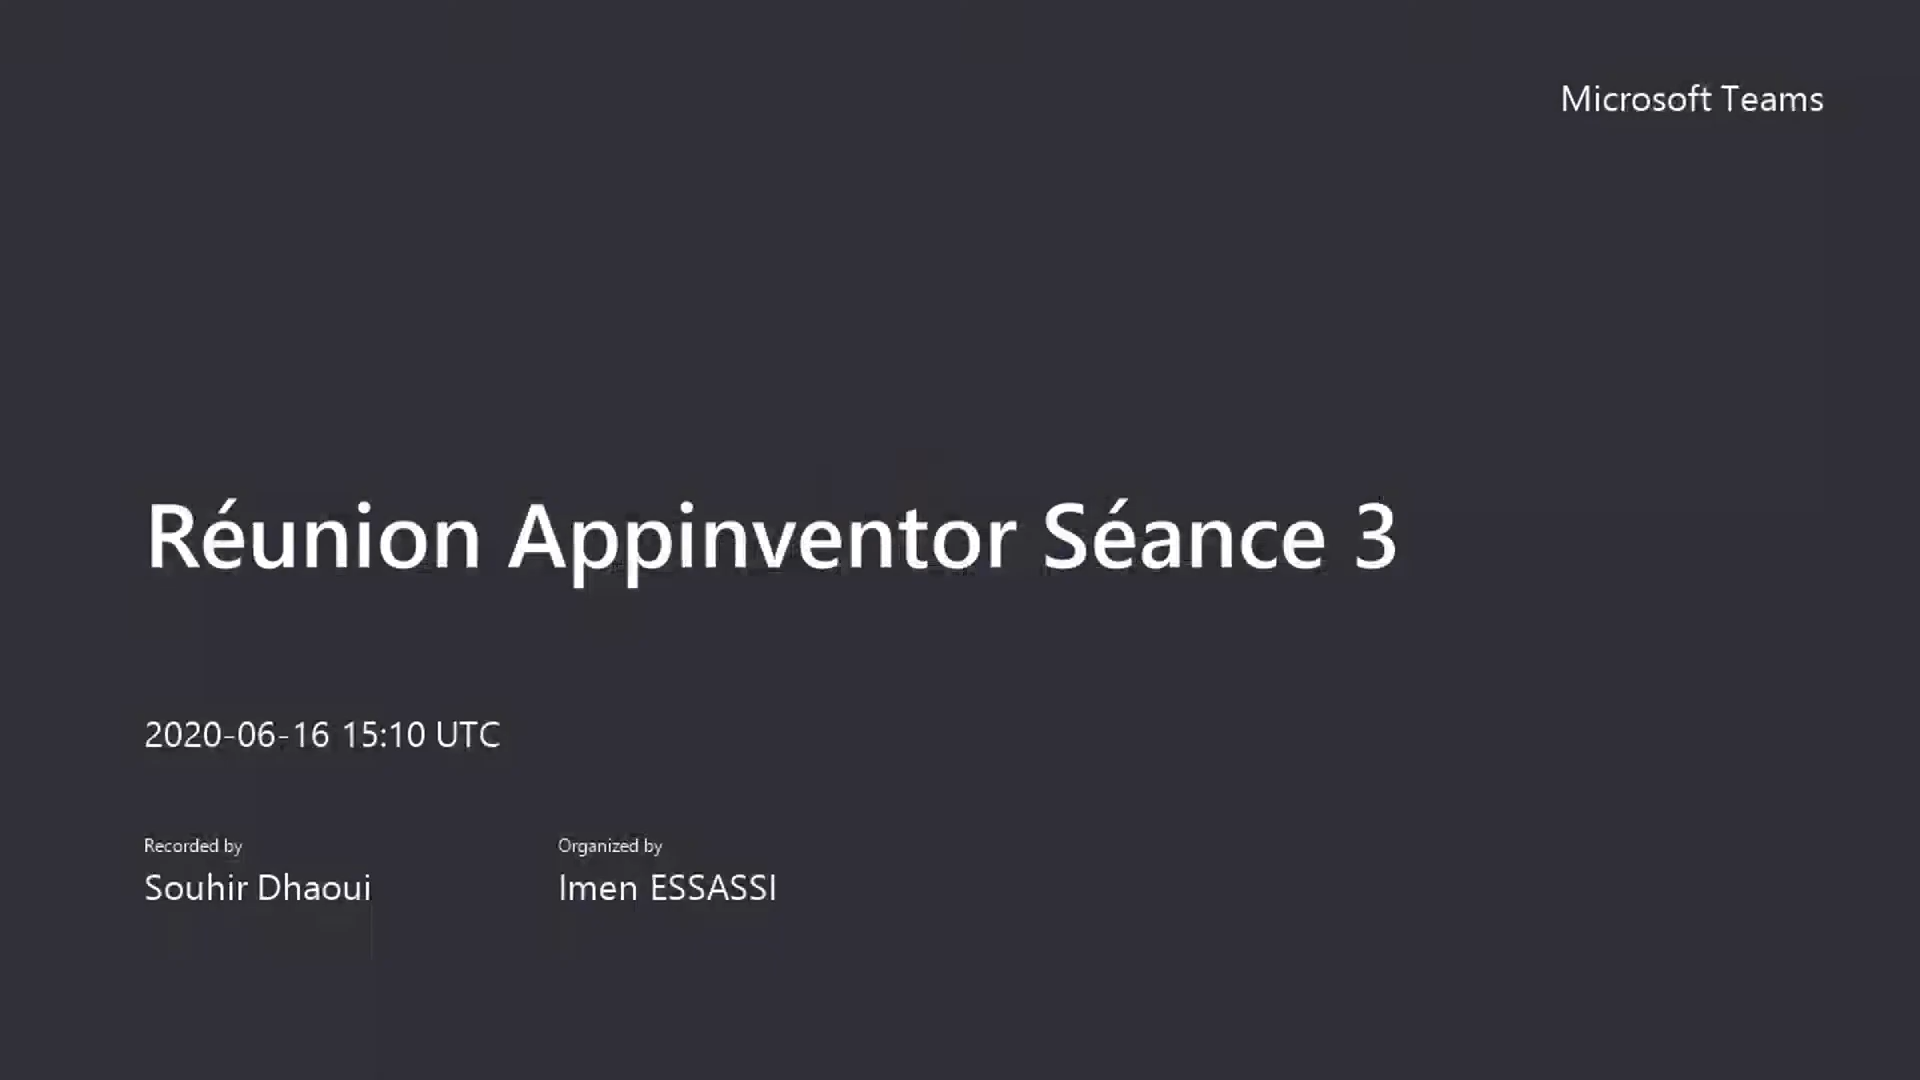 Microsoft Teams
Réunion Appinventor Séance 3
2020-06-16 15:10 UTC
Recorded by
Souhir Dhaoui
Organized by
Imen ESSASSI